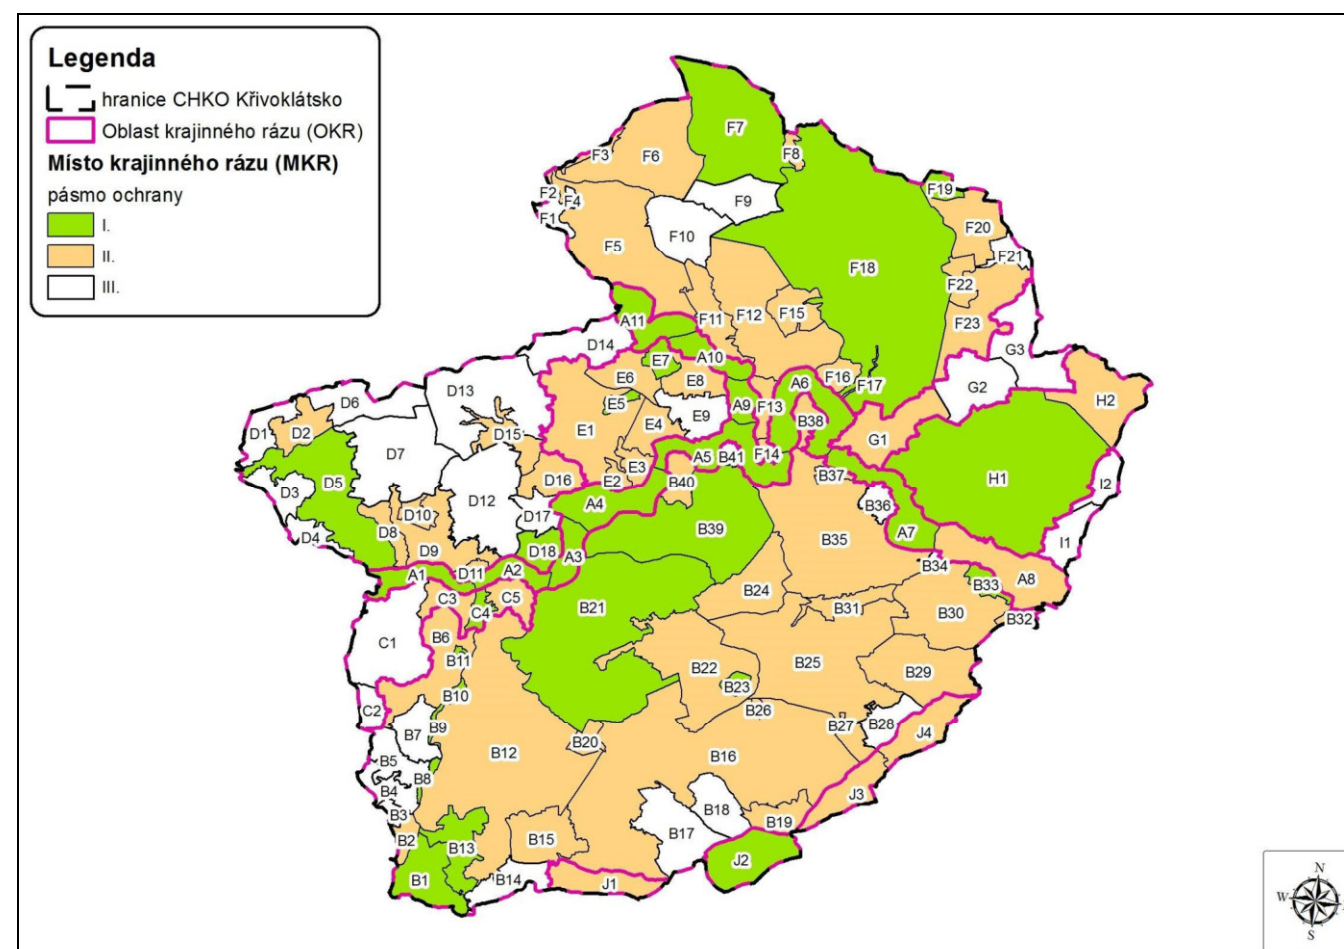 Legenda
hranice CHKO Křivoklátsko
Oblast krajinného rázu (OKR)
Místo krajinného rázu (MKR)
pásmo ochrany
I.
II.
III.
F7
F3
F6
F8
F2
F4
F9
F19
F1
F20
F10
F5
F21
F18
F22
F12
F15
F11
F23
A11
D14
G3
E7
A10
E6
E8
F16
F17
A6
G2
D13
D6
E5
A9
F13
H2
E9
D1
D2
E4
B38
E1
D15
G1
D7
A5
B41
F14
E3
B37
D5
D16
E2
B40
H1
I2
D3
D12
B36
D10
A4
D17
B39
D4
D8
A7
B35
I1
D9
D18
A3
B34
A1
D11
A2
A8
B33
C3
C5
B24
C4
B21
B31
B30
B32
B6
C1
B11
B22
B25
B29
B23
B10
C2
B26
B9
B27
B28
B7
J4
B20
B12
B16
B5
B8
B4
J3
B18
B3
B19
B17
B2
B15
B13
J2
B1
B14
J1
N
W
S